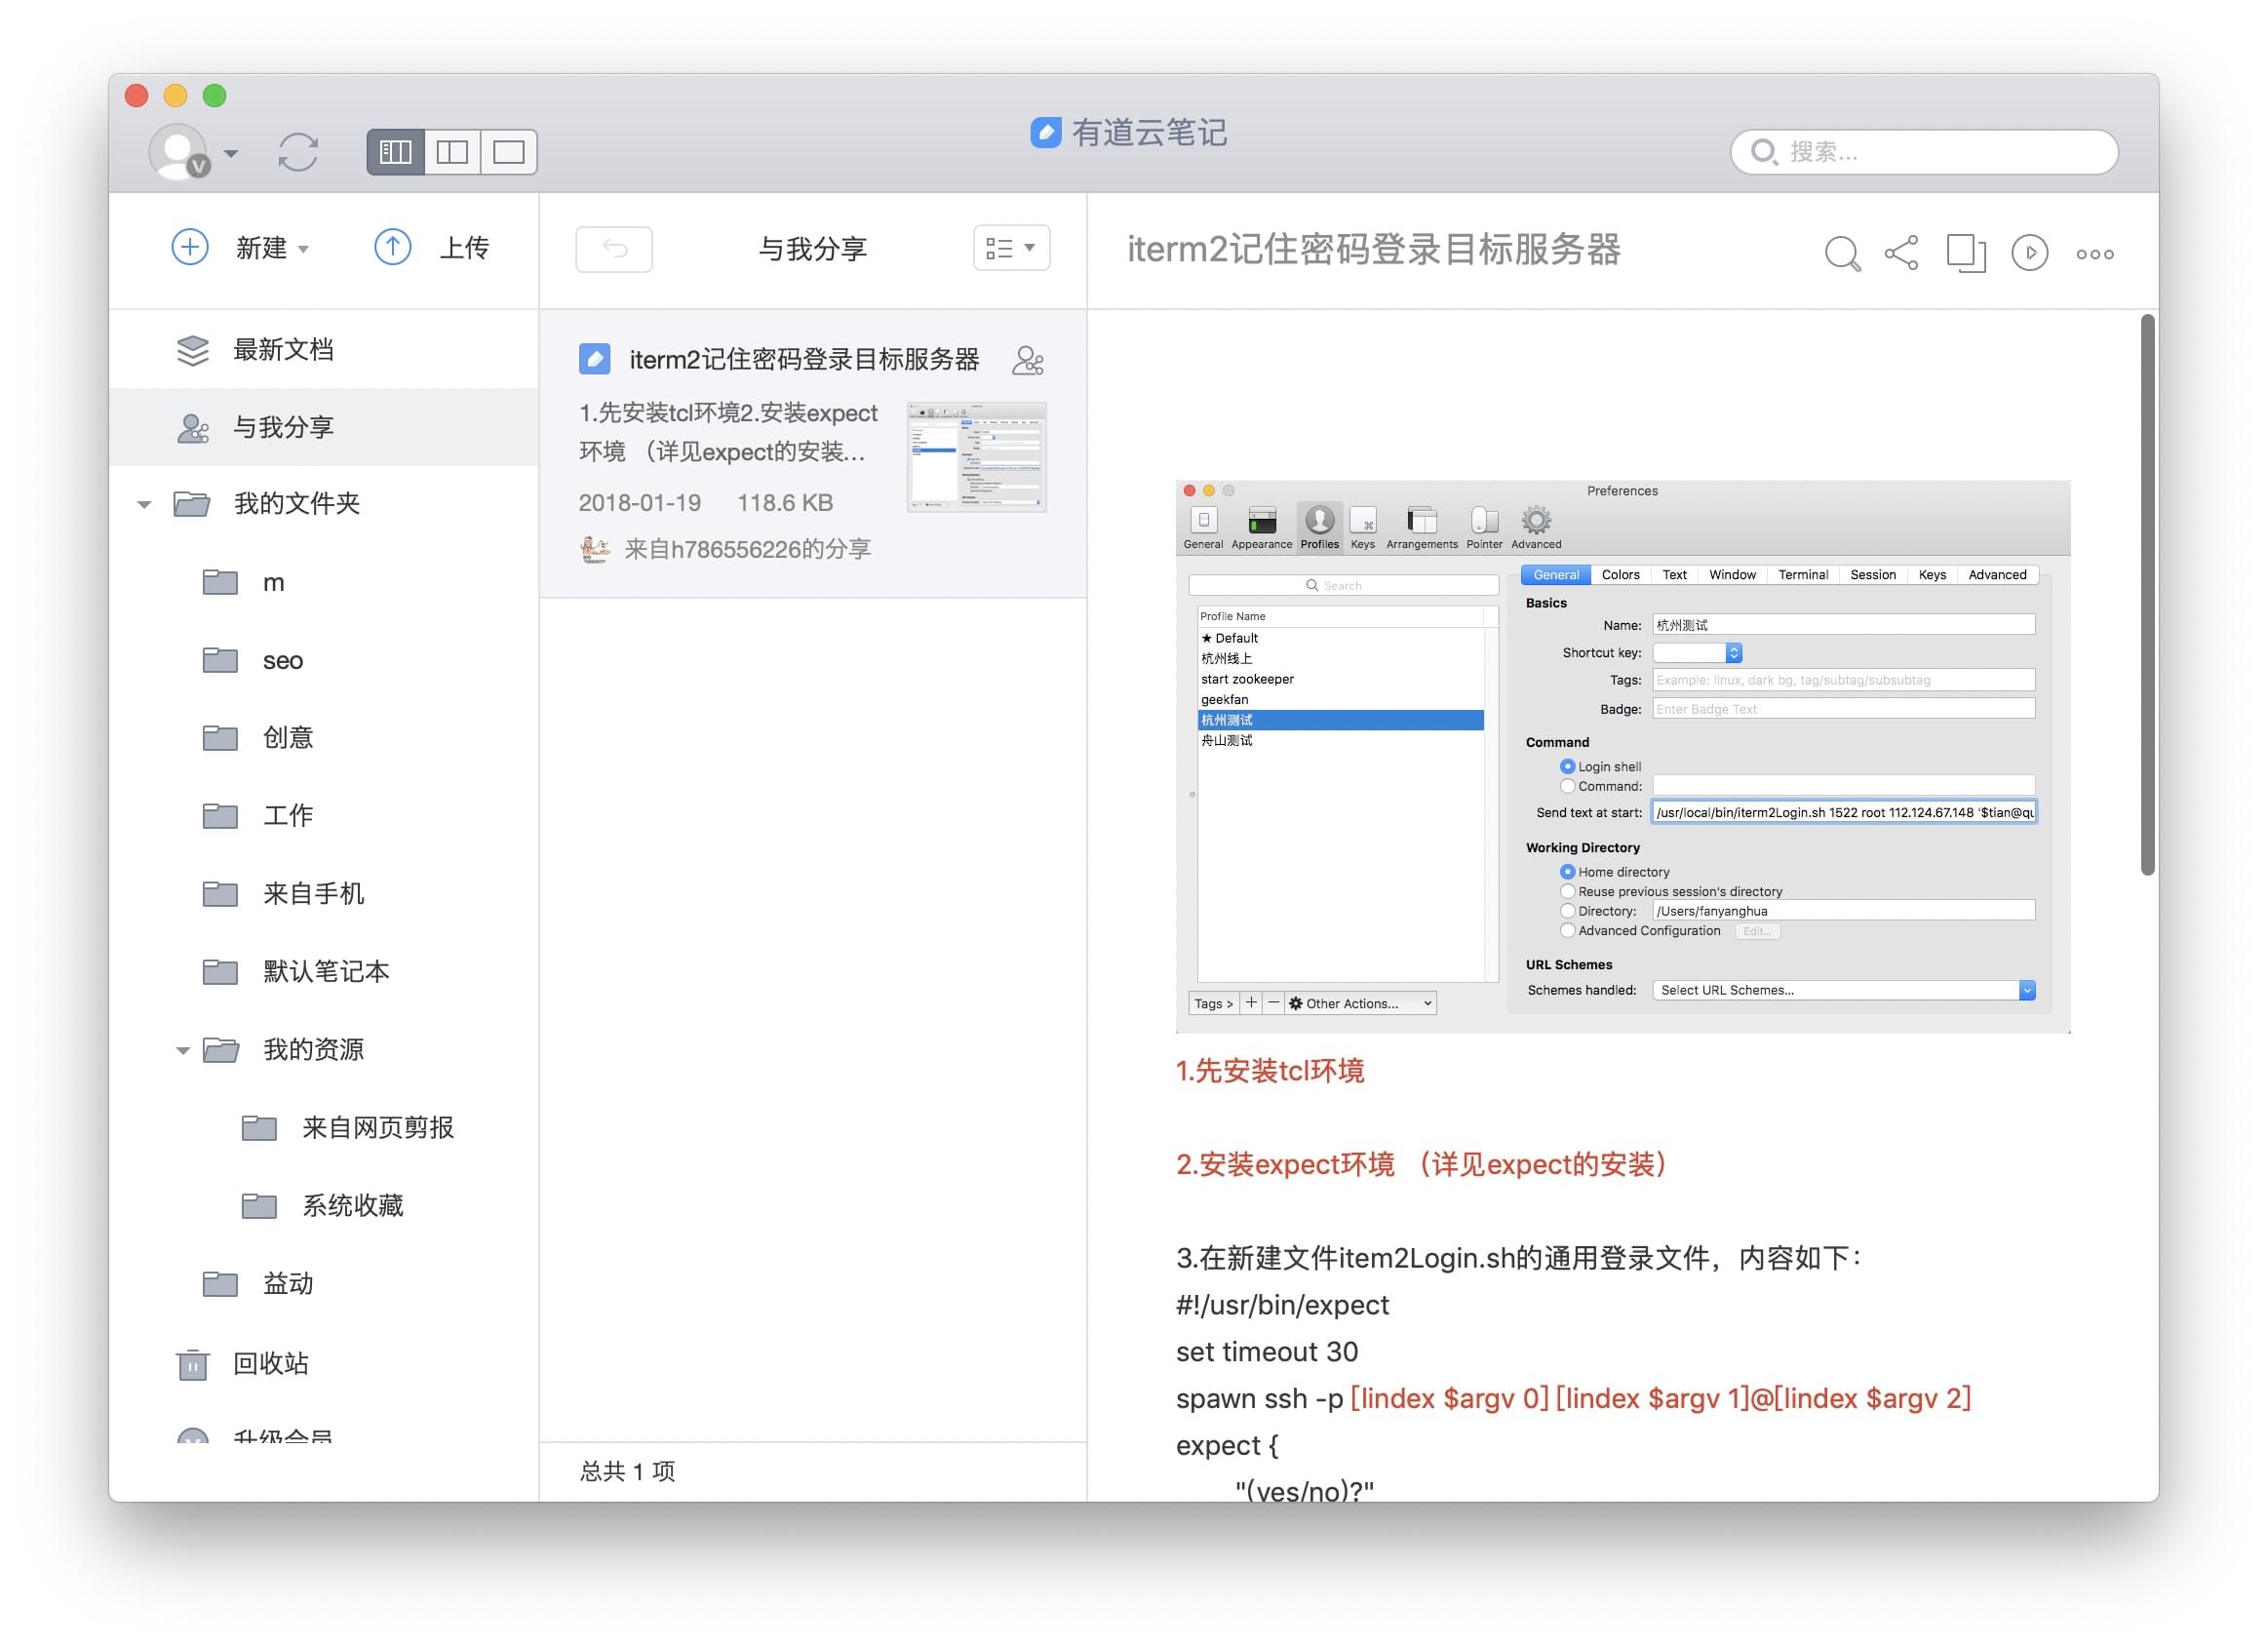 有道云笔记
搜索...
新建
上传
最新文档
与我分享
我的文件夹
m
seo
创意
工作
来自手机
默认笔记本
我的资源
来自网页剪报
系统收藏
益动
回收站
升级会员
与我分享
iterm2记住密码登录目标服务器
1.先安装tcl环境2.安装expect
环境 （详见expect的安装...
2018-01-19 118.6 KB
来自h786556226的分享
总共 1 项
iterm2记住密码登录目标服务器
Preferences
General Appearance Profiles Keys Arrangements Pointer Advanced
Search
Profile Name
★ Default
杭州线上
start zookeeper
geekfan
杭州测试
舟山测试
Tags > + − Other Actions...
General Colors Text Window Terminal Session Keys Advanced
Basics
Name: 杭州测试
Shortcut key:
Tags: Example: linux, dark bg, tag/subtag/subsubtag
Badge: Enter Badge Text
Command
Login shell
Command:
Send text at start: /usr/local/bin/iterm2Login.sh 1522 root 112.124.67.148 '$tian@qu
Working Directory
Home directory
Reuse previous session's directory
Directory: /Users/fanyanghua
Advanced Configuration Edit...
URL Schemes
Schemes handled: Select URL Schemes...
1.先安装tcl环境
2.安装expect环境 （详见expect的安装）
3.在新建文件item2Login.sh的通用登录文件，内容如下：
#!/usr/bin/expect
set timeout 30
spawn ssh -p [lindex $argv 0] [lindex $argv 1]@[lindex $argv 2]
expect {
"(yes/no)?"